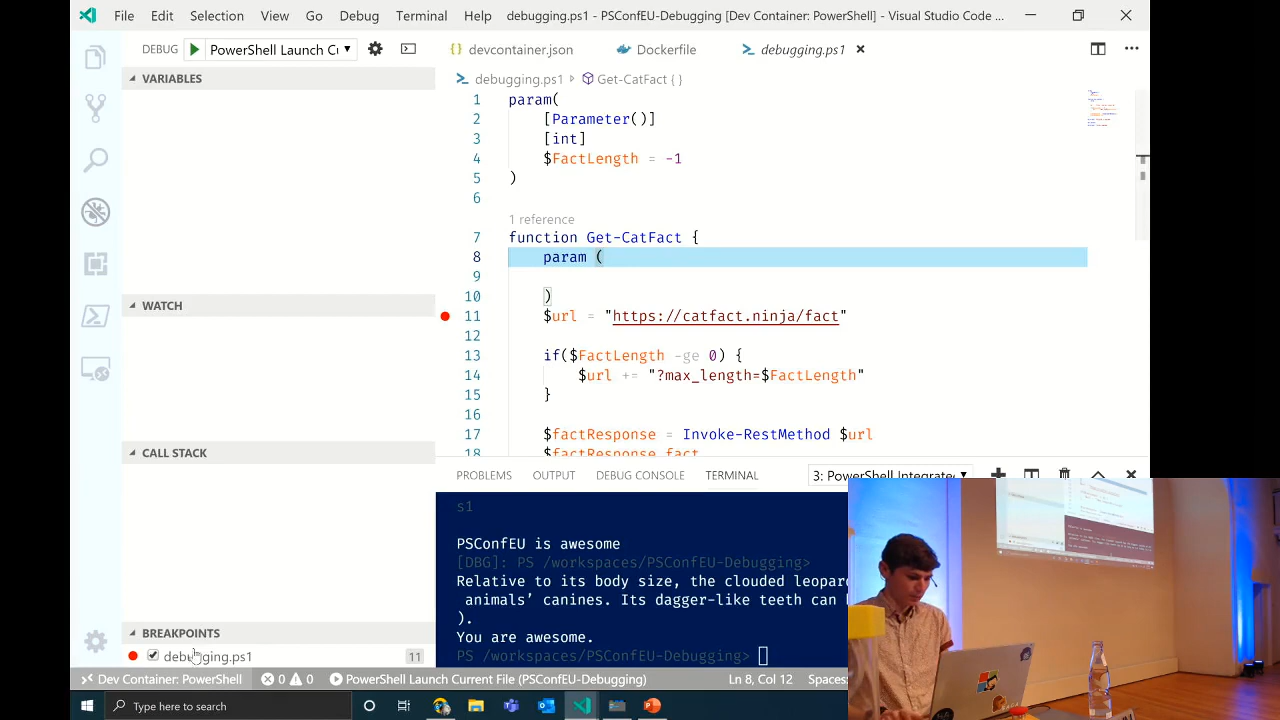 File Edit Selection View Go Debug Terminal Help debugging.ps1 - PSConfEU-Debugging [Dev Container: PowerShell] - Visual Studio Code ...
DEBUG PowerShell Launch Cu
devcontainer.json Dockerfile debugging.ps1
VARIABLES
debugging.ps1 Get-CatFact { }
1 param(
2 [Parameter()]
3 [int]
4 $FactLength = -1
5 )
6
1 reference
7 function Get-CatFact {
8 param (
9
10 )
11 $url = "https://catfact.ninja/fact"
12
13 if($FactLength -ge 0) {
14 $url += "?max_length=$FactLength"
15 }
16
17 $factResponse = Invoke-RestMethod $url
18 $factResponse.fact
WATCH
CALL STACK
BREAKPOINTS
debugging.ps1 11
PROBLEMS OUTPUT DEBUG CONSOLE TERMINAL 3: PowerShell Integrate
s1
PSConfEU is awesome
[DBG]: PS /workspaces/PSConfEU-Debugging>
Relative to its body size, the clouded leopar
animals’ canines. Its dagger-like teeth can b
).
You are awesome.
PS /workspaces/PSConfEU-Debugging>
Dev Container: PowerShell 0 0 PowerShell Launch Current File (PSConfEU-Debugging) Ln 8, Col 12 Spaces:
Type here to search